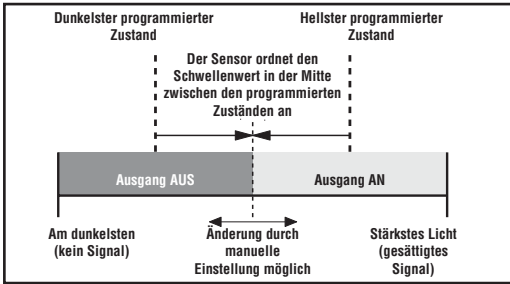 Dunkelster programmierter
Zustand
Hellster programmierter
Zustand
Der Sensor ordnet den
Schwellenwert in der Mitte
zwischen den programmierten
Zuständen an
Ausgang AUS
Ausgang AN
Am dunkelsten
(kein Signal)
Änderung durch
manuelle
Einstellung möglich
Stärkstes Licht
(gesättigtes
Signal)